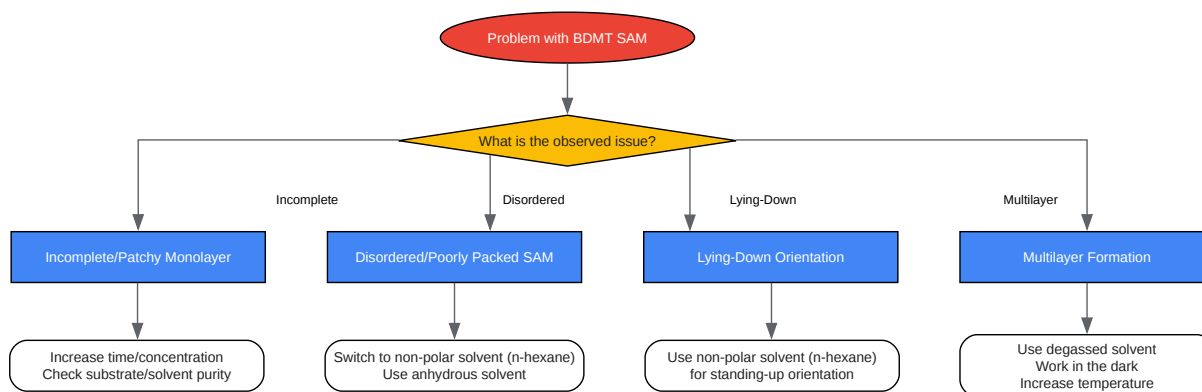 Problem with BDMT SAM
What is the observed issue?
Incomplete
Disordered
Lying-Down
Multilayer
Incomplete/Patchy Monolayer
Disordered/Poorly Packed SAM
Lying-Down Orientation
Multilayer Formation
Increase time/concentration
Check substrate/solvent purity
Switch to non-polar solvent (n-hexane)
Use anhydrous solvent
Use non-polar solvent (n-hexane)
for standing-up orientation
Use degassed solvent
Work in the dark
Increase temperature